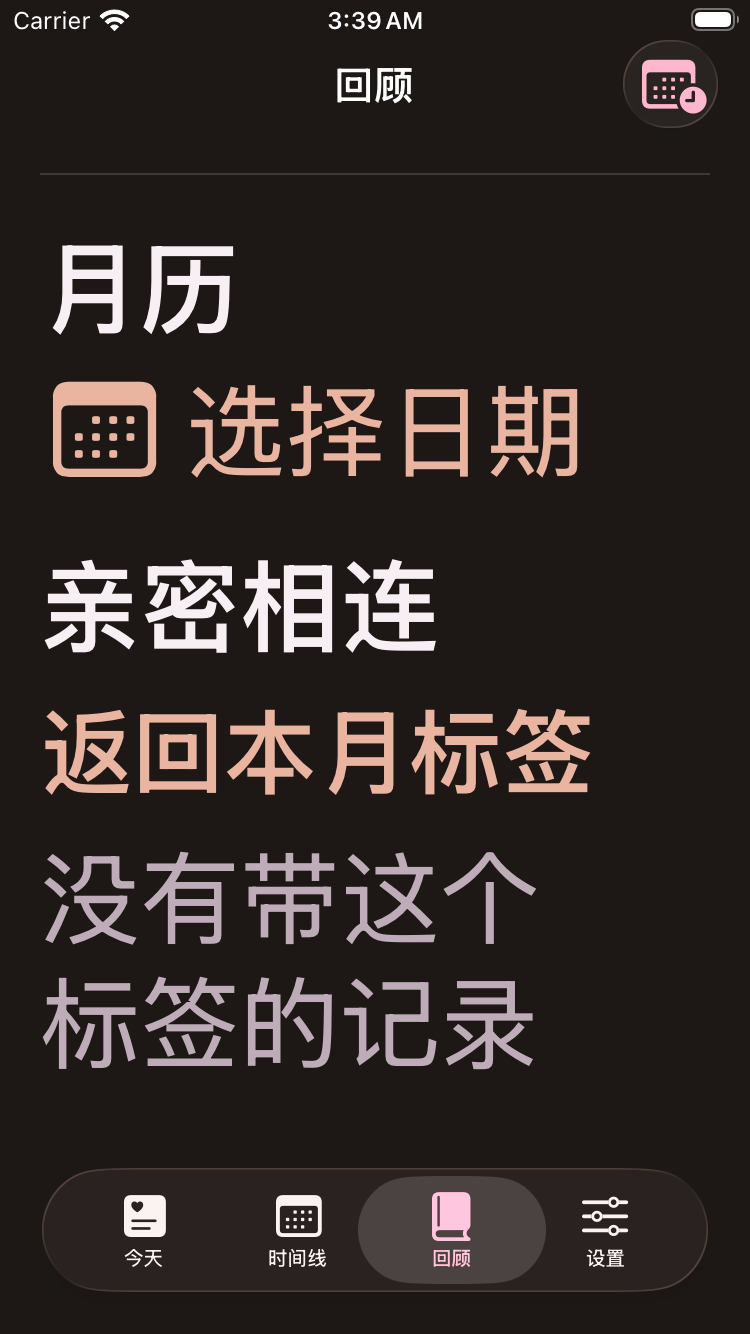 Carrier 3:39 AM
回顾
月历
选择日期
亲密相连
返回本月标签
没有带这个
标签的记录
今天 时间线 回顾 设置